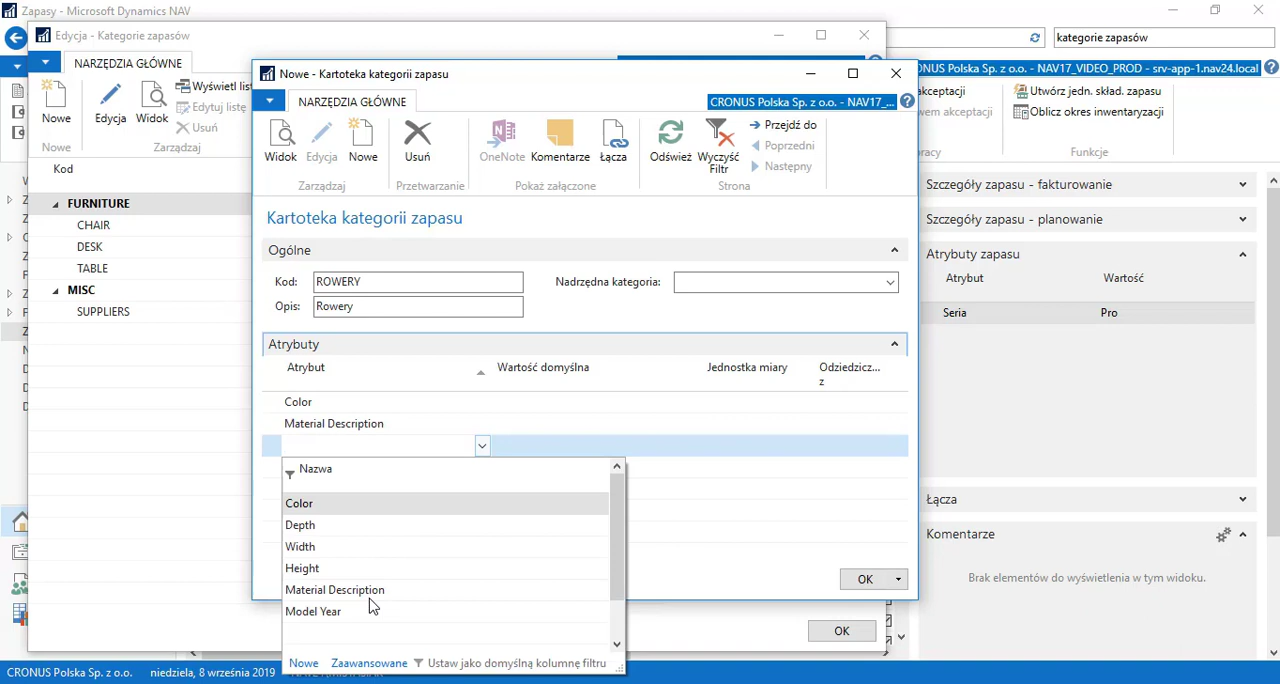 Zapasy - Microsoft Dynamics NAV
kategorie zapasów
Edycja - Kategorie zapasów
NARZĘDZIA GŁÓWNE
Nowe
Edycja
Widok
Wyświetl list
Edytuj listę
Usuń
Nowe
Zarządzaj
Kod
FURNITURE
CHAIR
DESK
TABLE
MISC
SUPPLIERS
OK
Nowe - Kartoteka kategorii zapasu
NARZĘDZIA GŁÓWNE
CRONUS Polska Sp. z o.o. - NAV17_...
Widok
Edycja
Nowe
Usuń
OneNote
Komentarze
Łącza
Odśwież
Wyczyść
Filtr
Przejdź do
Poprzedni
Następny
Zarządzaj
Przetwarzanie
Pokaż załączone
Strona
Kartoteka kategorii zapasu
Ogólne
Kod: ROWERY
Nadrzędna kategoria:
Opis: Rowery
Atrybuty
Atrybut
Wartość domyślna
Jednostka miary
Odziedzicz...
z
Color
Material Description
Nazwa
Color
Depth
Width
Height
Material Description
Model Year
Nowe
Zaawansowane
Ustaw jako domyślną kolumnę filtru
OK
CRONUS Polska Sp. z o.o. - NAV17_VIDEO_PROD - srv-app-1.nav24.local
akceptacji
wem akceptacji
Utwórz jedn. skład. zapasu
Oblicz okres inwentaryzacji
racy
Funkcje
Szczegóły zapasu - fakturowanie
Szczegóły zapasu - planowanie
Atrybuty zapasu
Atrybut
Wartość
Seria
Pro
Łącza
Komentarze
Brak elementów do wyświetlenia w tym widoku.
CRONUS Polska Sp. z o.o.
niedziela, 8 września 2019